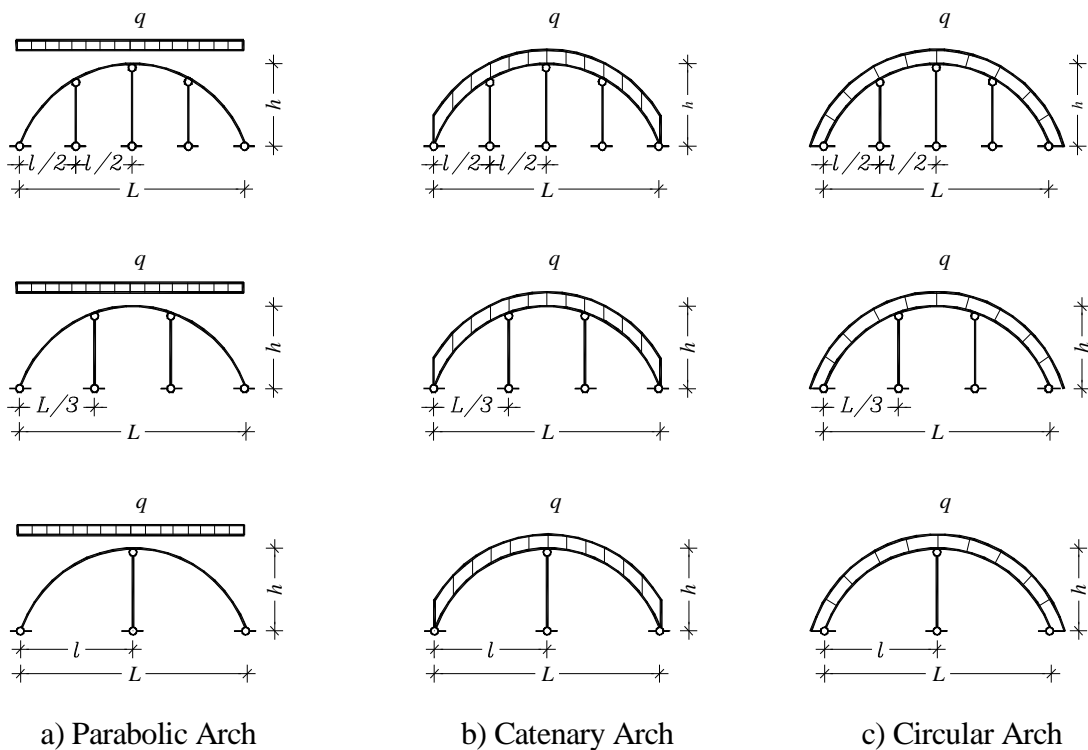 q q q
h h h
l/2 l/2 l/2 l/2 l/2 l/2
L L L
q q q
h h h
L/3 L/3 L/3
L L L
q q q
h h h
l l l
L L L
a) Parabolic Arch b) Catenary Arch c) Circular Arch